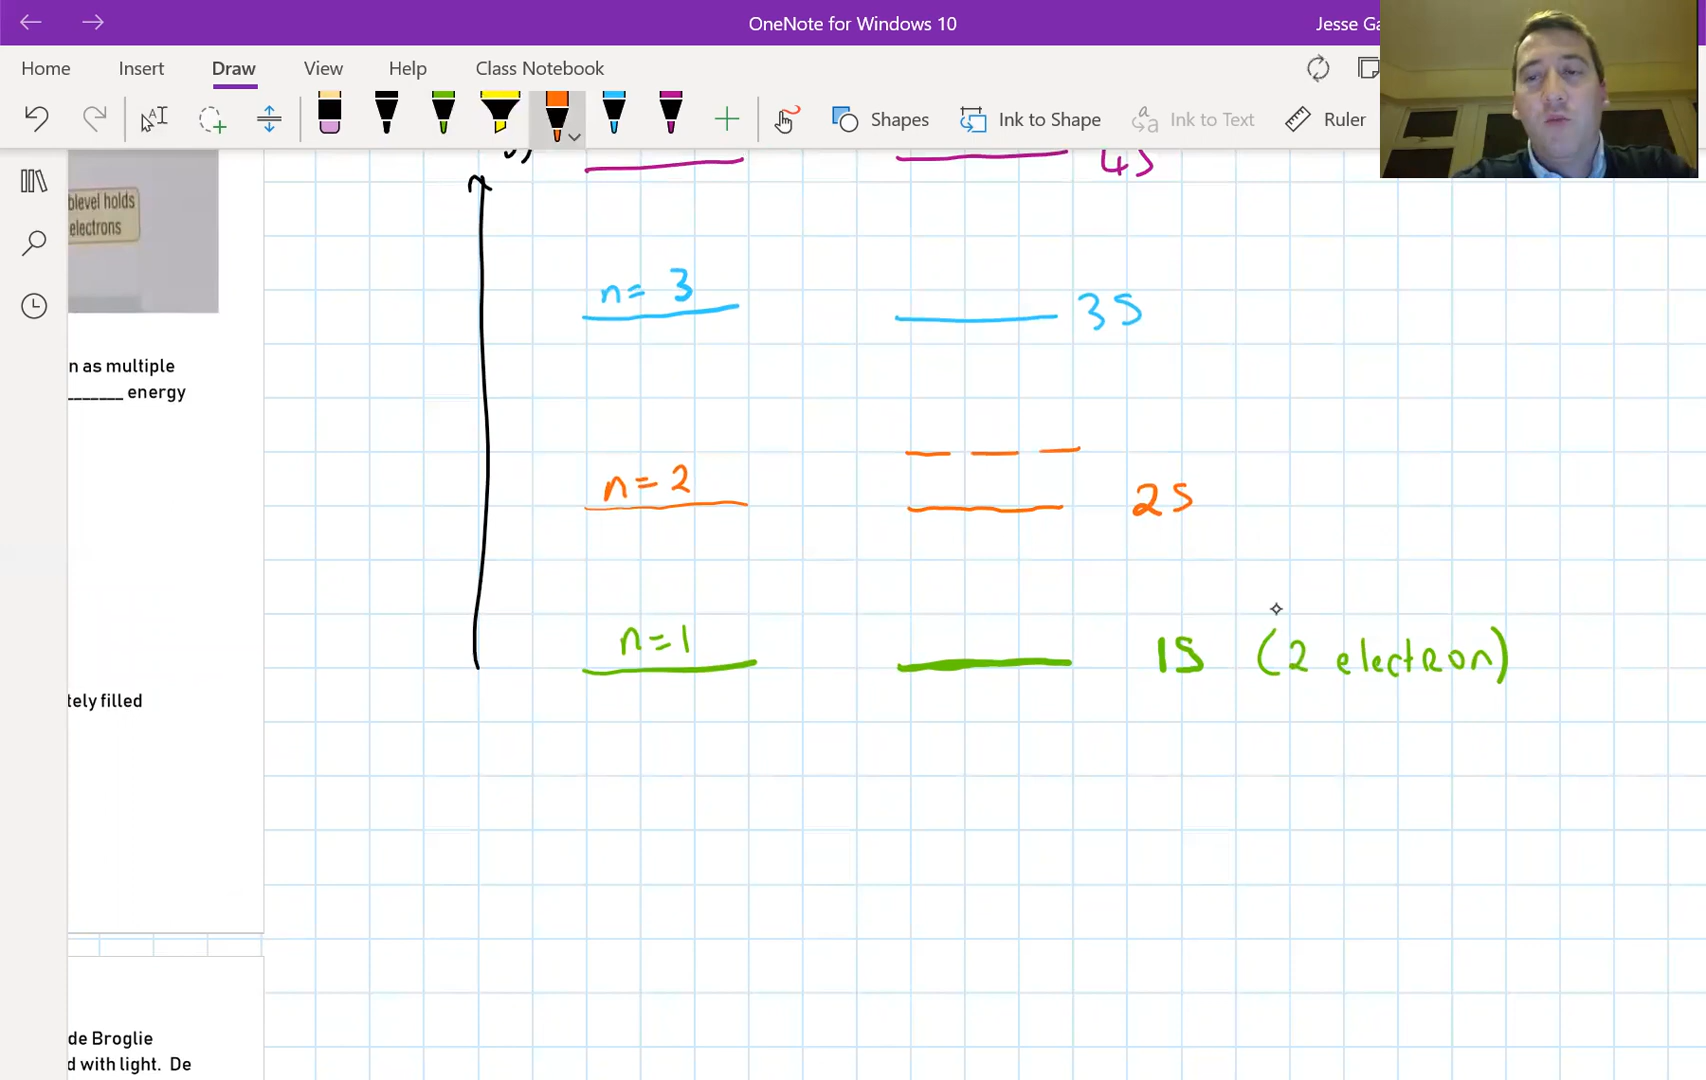 OneNote for Windows 10
Jesse
Home Insert Draw View Help Class Notebook
Shapes Ink to Shape Ink to Text Ruler
4S
blevel holds
electrons
n= 3
3S
n as multiple
_______ energy
n=2
2S
n=1
1S (2 electron)
tely filled
de Broglie
d with light. De